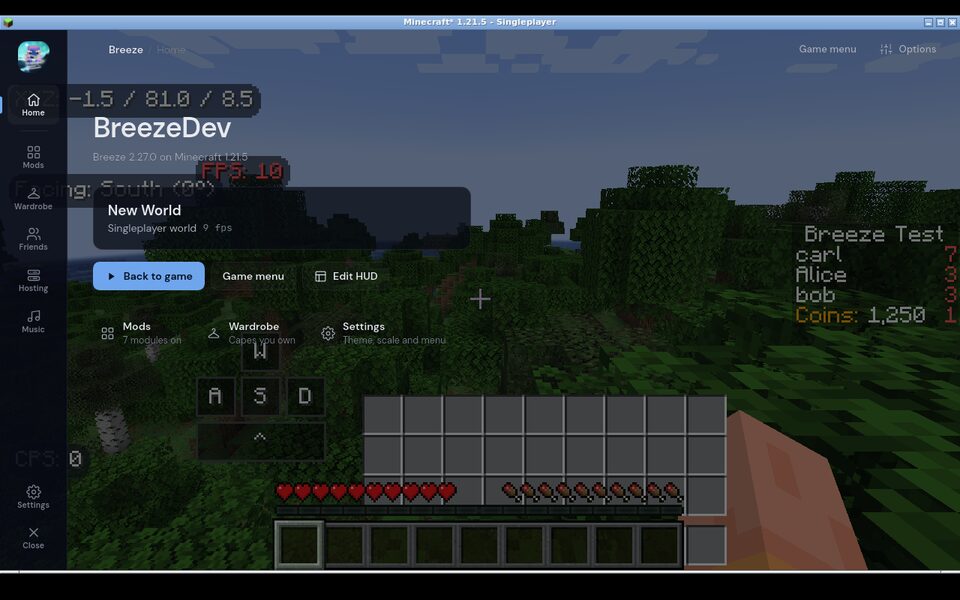 Minecraft* 1.21.5 - Singleplayer
Breeze / Home
Game menu
Options
XYZ: -1.5 / 81.0 / 8.5
Home
BreezeDev
Breeze 2.27.0 on Minecraft 1.21.5
FPS: 10
Mods
Facing: South (0°)
Wardrobe
New World
Singleplayer world 9 fps
Friends
Breeze Test
carl 7
Alice 3
bob 3
Coins: 1,250 1
Back to game
Game menu
Edit HUD
Hosting
Music
Mods
7 modules on
Wardrobe
Capes you own
Settings
Theme, scale and menu
W
A
S
D
^
CPS: 0
Settings
Close